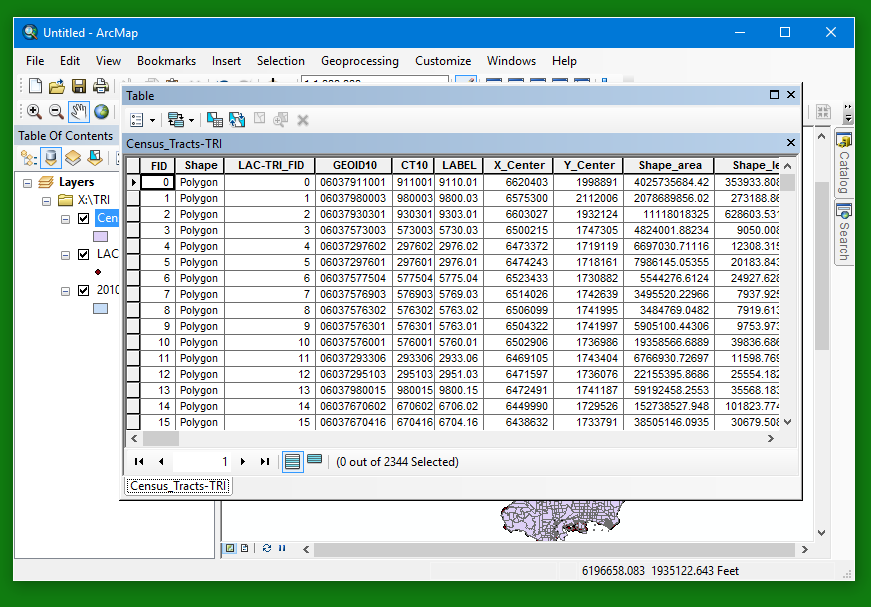 Untitled - ArcMap
File Edit View Bookmarks Insert Selection Geoprocessing Customize Windows Help
Table
Table Of Contents
Census_Tracts-TRI
FID Shape LAC-TRI_FID GEOID10 CT10 LABEL X_Center Y_Center Shape_area Shape_le
0 Polygon 0 06037911001 911001 9110.01 6620403 1998891 4025735684.42 353933.808
1 Polygon 1 06037980003 980003 9800.03 6575300 2112006 2078689856.02 273188.86
2 Polygon 2 06037930301 930301 9303.01 6603027 1932124 11118018325 628603.531
3 Polygon 3 06037573003 573003 5730.03 6500215 1747305 4824001.88234 9050.008
4 Polygon 4 06037297602 297602 2976.02 6473372 1719119 6697030.71116 12308.315
5 Polygon 5 06037297601 297601 2976.01 6474243 1718161 7986145.05355 20183.843
6 Polygon 6 06037577504 577504 5775.04 6523433 1730882 5544276.6124 24927.628
7 Polygon 7 06037576903 576903 5769.03 6514026 1742639 3495520.22966 7937.925
8 Polygon 8 06037576302 576302 5763.02 6506099 1741995 3484769.0482 7919.613
9 Polygon 9 06037576301 576301 5763.01 6504322 1741997 5905100.44306 9753.973
10 Polygon 10 06037576001 576001 5760.01 6502906 1736986 19358566.6889 39836.686
11 Polygon 11 06037293306 293306 2933.06 6469105 1743404 6766930.72697 11598.769
12 Polygon 12 06037295103 295103 2951.03 6471597 1736076 22155395.8686 25554.182
13 Polygon 13 06037980015 980015 9800.15 6472491 1741187 59192458.2553 35568.183
14 Polygon 14 06037670602 670602 6706.02 6449990 1729526 152738527.948 101823.774
15 Polygon 15 06037670416 670416 6704.16 6438632 1733791 38505146.0935 30679.508
1 (0 out of 2344 Selected)
Census_Tracts-TRI
Layers
X:\TRI
Cen
LAC
2010
Catalog
Search
6196658.083 1935122.643 Feet